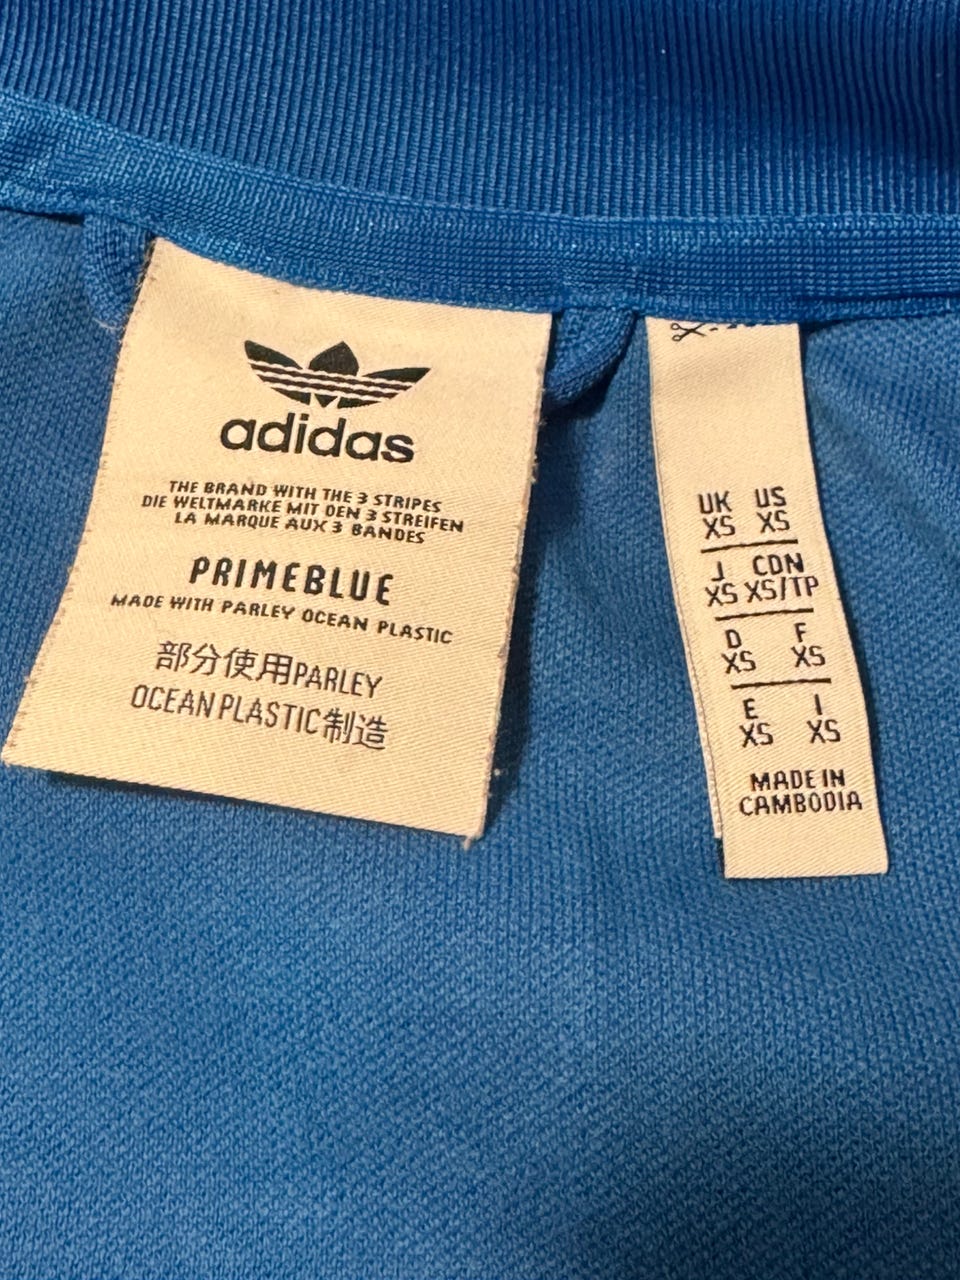 adidas
THE BRAND WITH THE 3 STRIPES
DIE WELTMARKE MIT DEN 3 STREIFEN
LA MARQUE AUX 3 BANDES
PRIMEBLUE
MADE WITH PARLEY OCEAN PLASTIC
部分使用PARLEY
OCEAN PLASTIC制造
UK US
XS XS
J CDN
XS XS/TP
D F
XS XS
E I
XS XS
MADE IN
CAMBODIA